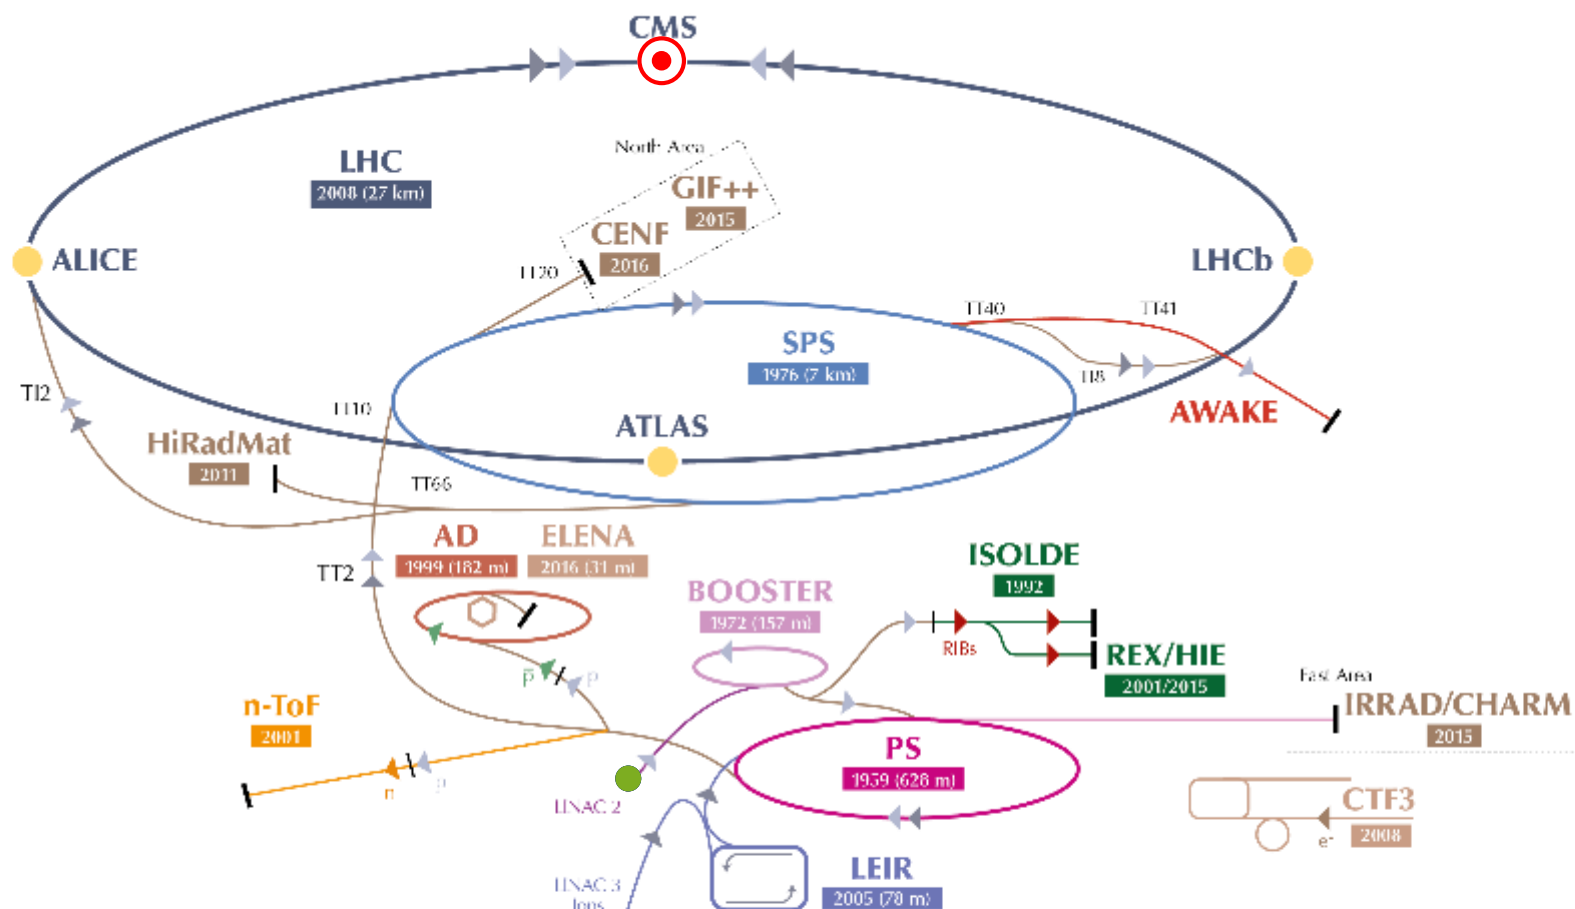 CMS
North Area
LHC
2008 (27 km)
GIF++
2015
CENF
2016
ALICE
LHCb
TT20
TT40
TT41
SPS
1976 (7 km)
TI8
TI2
TT10
AWAKE
ATLAS
HiRadMat
2011
TT66
AD
1999 (182 m)
ELENA
2016 (31 m)
ISOLDE
1992
TT2
BOOSTER
1972 (157 m)
RIBs
REX/HIE
2001/2015
p̅
p
East Area
IRRAD/CHARM
2015
n-ToF
2001
PS
1959 (628 m)
n
p
LINAC 2
CTF3
2008
e⁻
LEIR
2005 (78 m)
LINAC 3
Ions